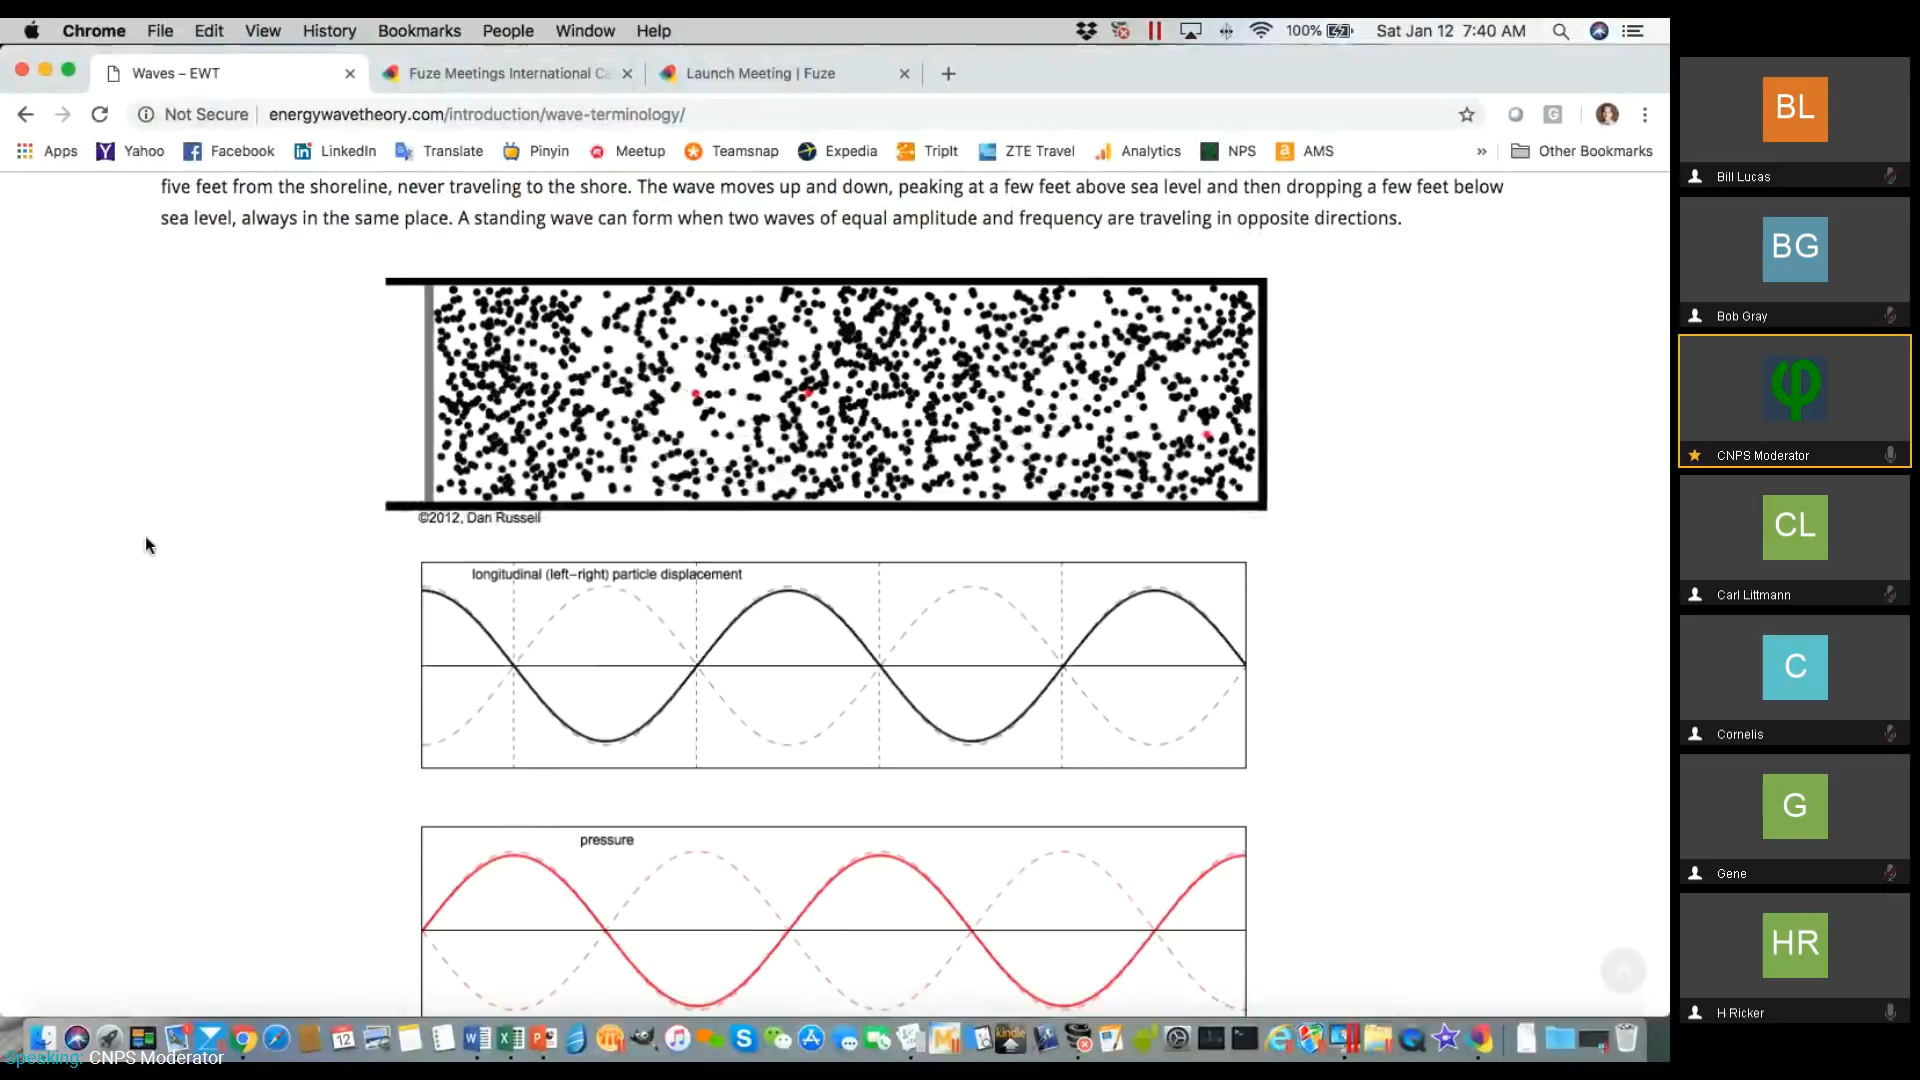 Chrome File Edit View History Bookmarks People Window Help 100% Sat Jan 12 7:40 AM
Waves – EWT Fuze Meetings International C Launch Meeting | Fuze
Not Secure energywavetheory.com/introduction/wave-terminology/
Apps Yahoo Facebook LinkedIn Translate Pinyin Meetup Teamsnap Expedia TripIt ZTE Travel Analytics NPS AMS » Other Bookmarks
five feet from the shoreline, never traveling to the shore. The wave moves up and down, peaking at a few feet above sea level and then dropping a few feet below
sea level, always in the same place. A standing wave can form when two waves of equal amplitude and frequency are traveling in opposite directions.
©2012, Dan Russell
longitudinal (left–right) particle displacement
pressure
Speaking: CNPS Moderator
BL
Bill Lucas
BG
Bob Gray
CNPS Moderator
CL
Carl Littmann
C
Cornelis
G
Gene
HR
H Ricker